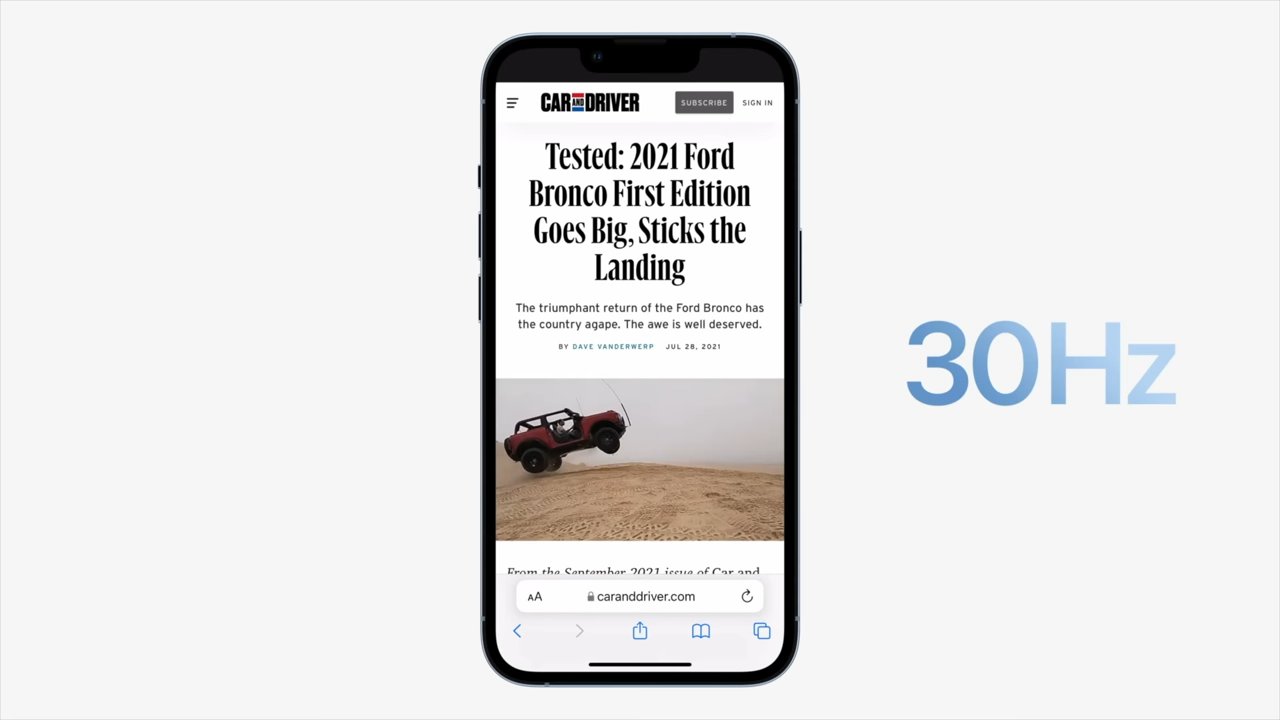 CAR AND DRIVER
SUBSCRIBE
SIGN IN
Tested: 2021 Ford
Bronco First Edition
Goes Big, Sticks the
Landing
The triumphant return of the Ford Bronco has
the country agape. The awe is well deserved.
BY DAVE VANDERWERP JUL 28, 2021
From the September 2021 issue of Car and
AA
caranddriver.com
30Hz